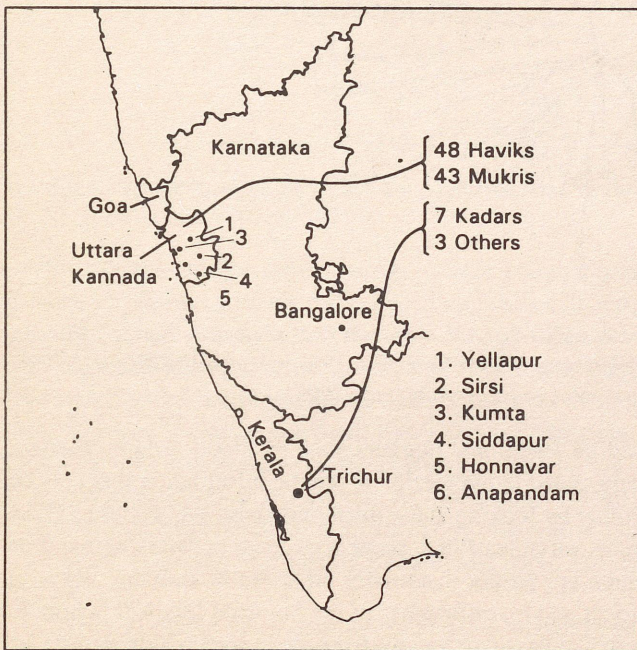 Karnataka
48 Haviks
43 Mukris
Goa
7 Kadars
3 Others
1
3
Uttara
Kannada
2
4
5
Bangalore
1. Yellapur
2. Sirsi
3. Kumta
4. Siddapur
5. Honnavar
6. Anapandam
Kerala
Trichur